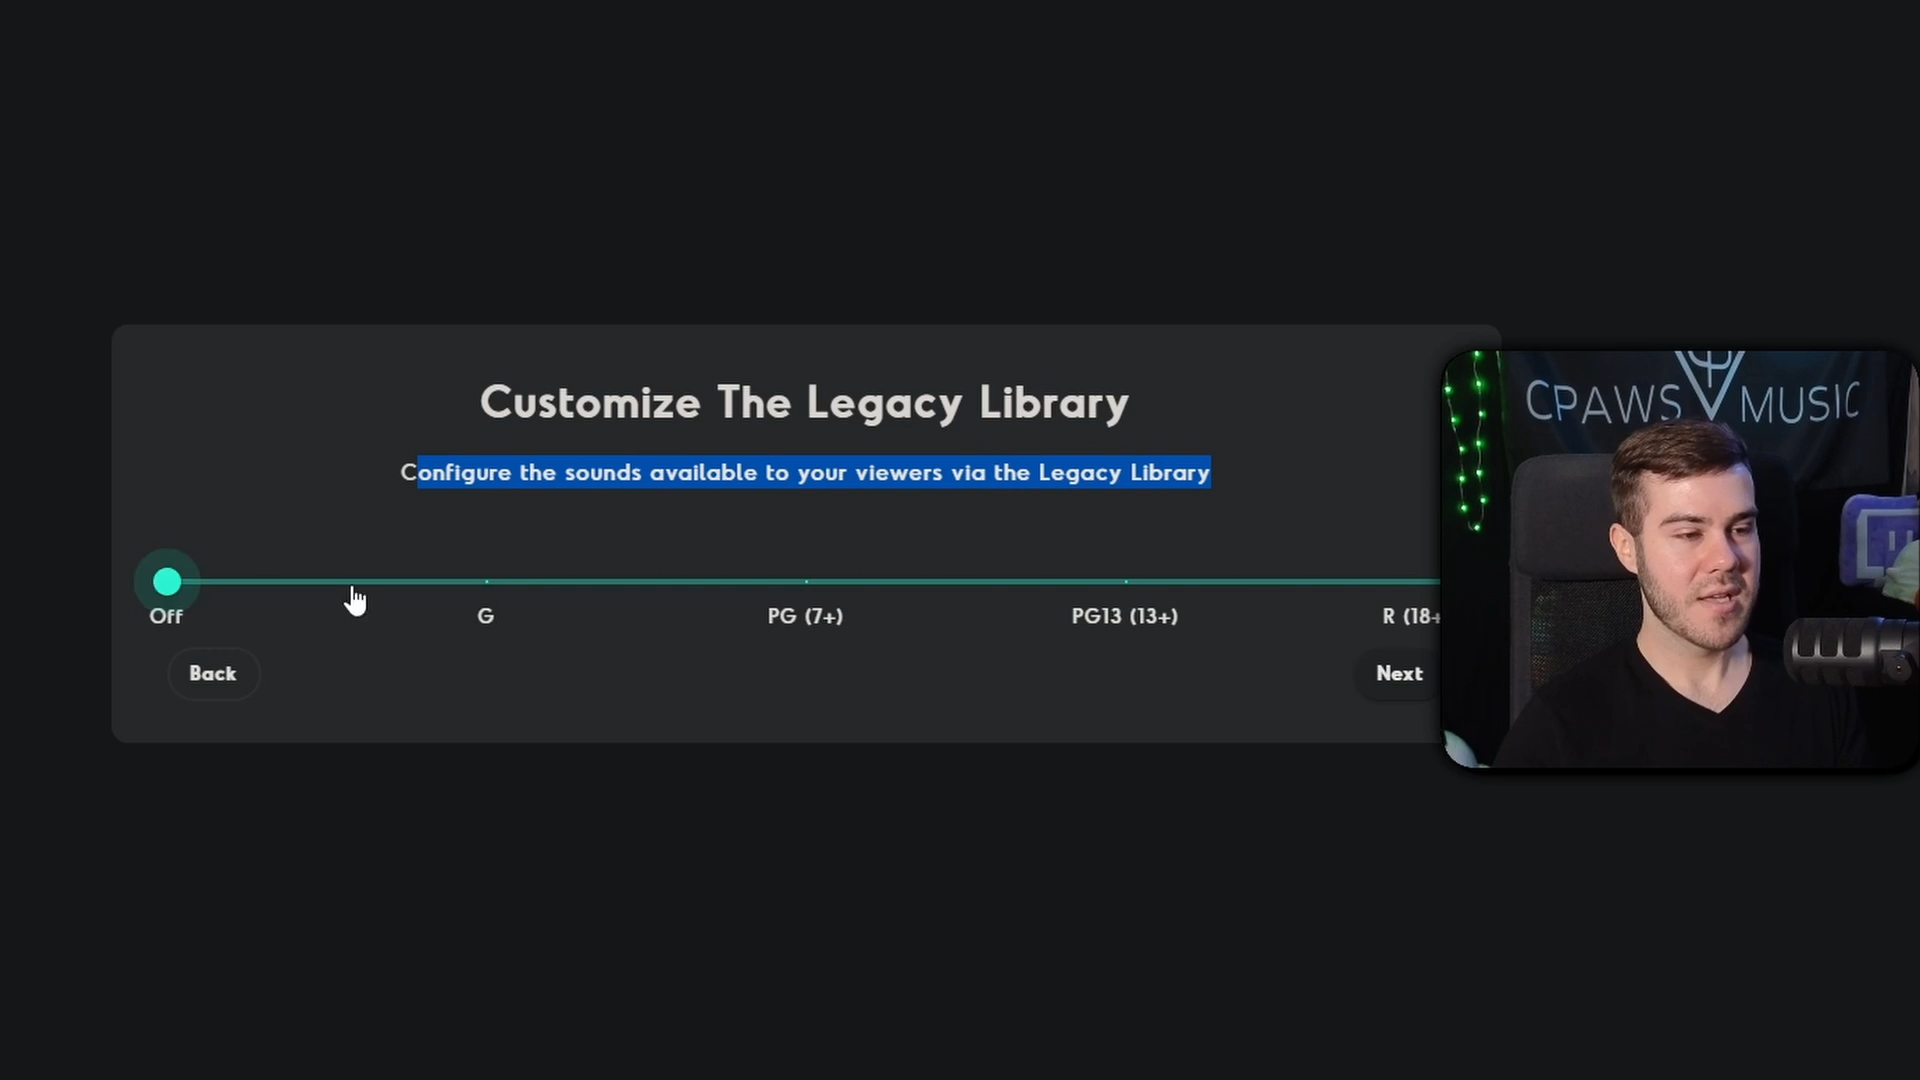 Customize The Legacy Library
Configure the sounds available to your viewers via the Legacy Library
Off
G
PG (7+)
PG13 (13+)
R (18+
Back
Next
CPAWS MUSIC